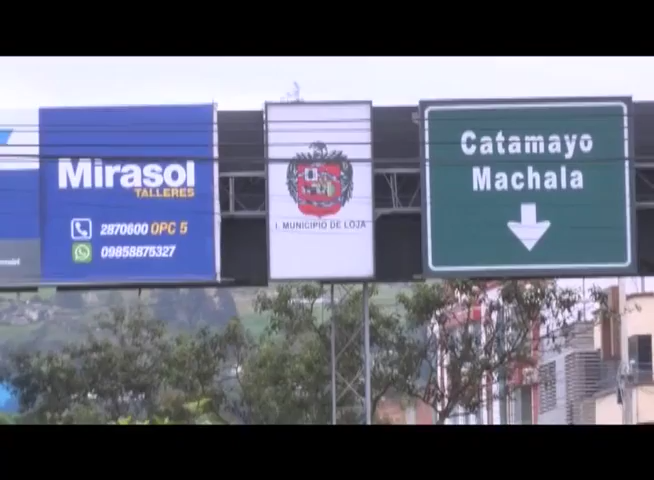 Mirasol
TALLERES
2870600 OPC 5
09858875327
I. MUNICIPIO DE LOJA
Catamayo
Machala